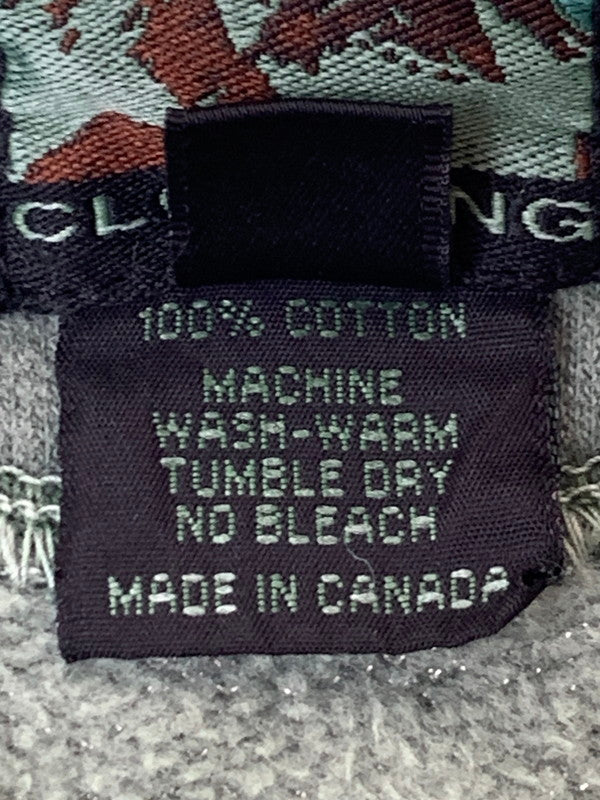 100% COTTON
MACHINE
WASH-WARM
TUMBLE DRY
NO BLEACH
MADE IN CANADA